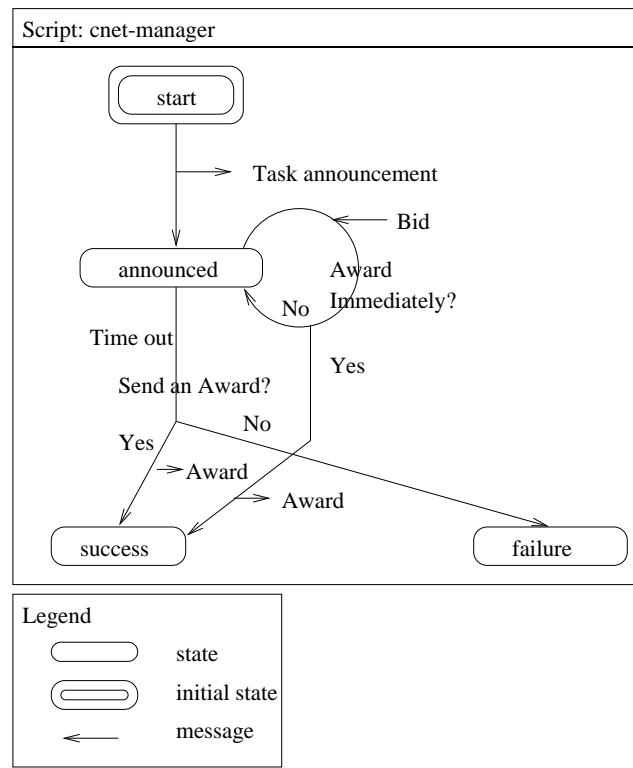 Script: cnet-manager
start
Task announcement
Bid
announced
Award
Immediately?
No
Time out
Yes
Send an Award?
No
Yes
Award
Award
success
failure
Legend
state
initial state
message